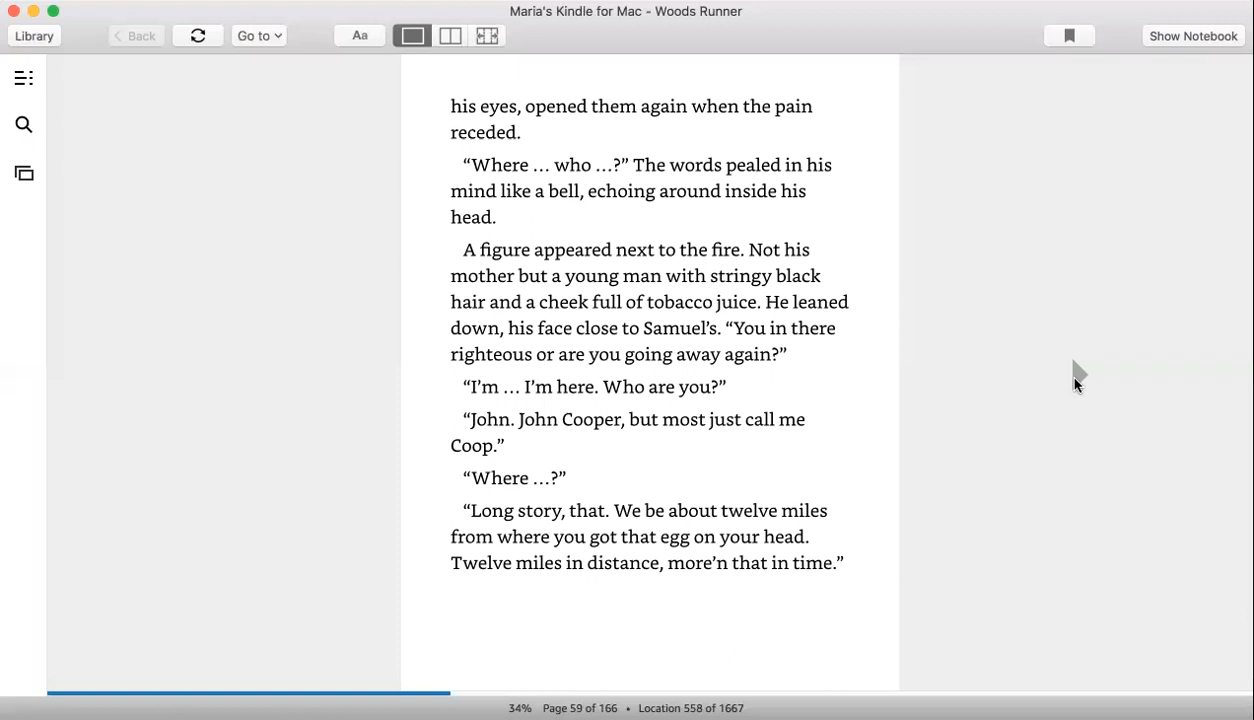 Maria's Kindle for Mac - Woods Runner
Library
Back
Go to
Aa
Show Notebook
his eyes, opened them again when the pain
receded.
“Where … who …?” The words pealed in his
mind like a bell, echoing around inside his
head.
A figure appeared next to the fire. Not his
mother but a young man with stringy black
hair and a cheek full of tobacco juice. He leaned
down, his face close to Samuel’s. “You in there
righteous or are you going away again?”
“I’m … I’m here. Who are you?”
“John. John Cooper, but most just call me
Coop.”
“Where …?”
“Long story, that. We be about twelve miles
from where you got that egg on your head.
Twelve miles in distance, more’n that in time.”
34% Page 59 of 166 • Location 558 of 1667